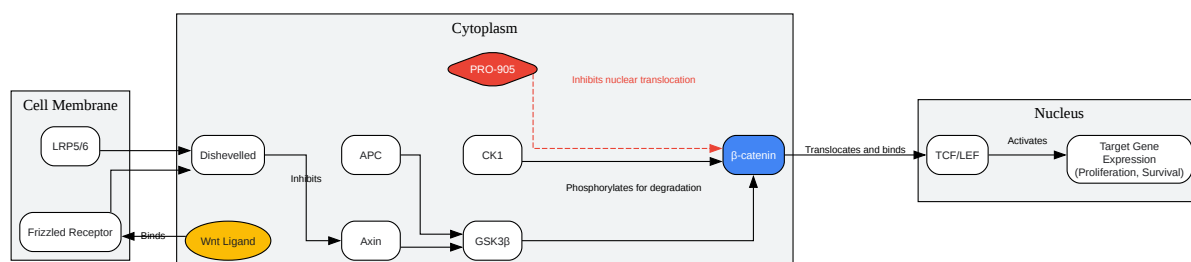 Cytoplasm
PRO-905
Inhibits nuclear translocation
Cell Membrane
Nucleus
LRP5/6
Dishevelled
APC
CK1
β-catenin
Translocates and binds
TCF/LEF
Activates
Target Gene
Expression
(Proliferation, Survival)
Inhibits
Phosphorylates for degradation
Frizzled Receptor
Binds
Wnt Ligand
Axin
GSK3β